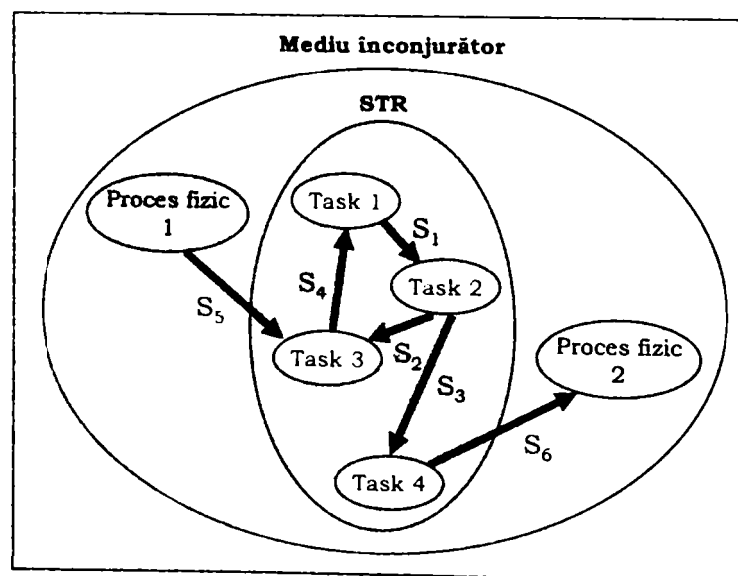 Mediu înconjurător
STR
Proces fizic
1
Task 1
S₁
Task 2
S₄
S₅
Task 3
S₂
S₃
Proces fizic
2
Task 4
S₆